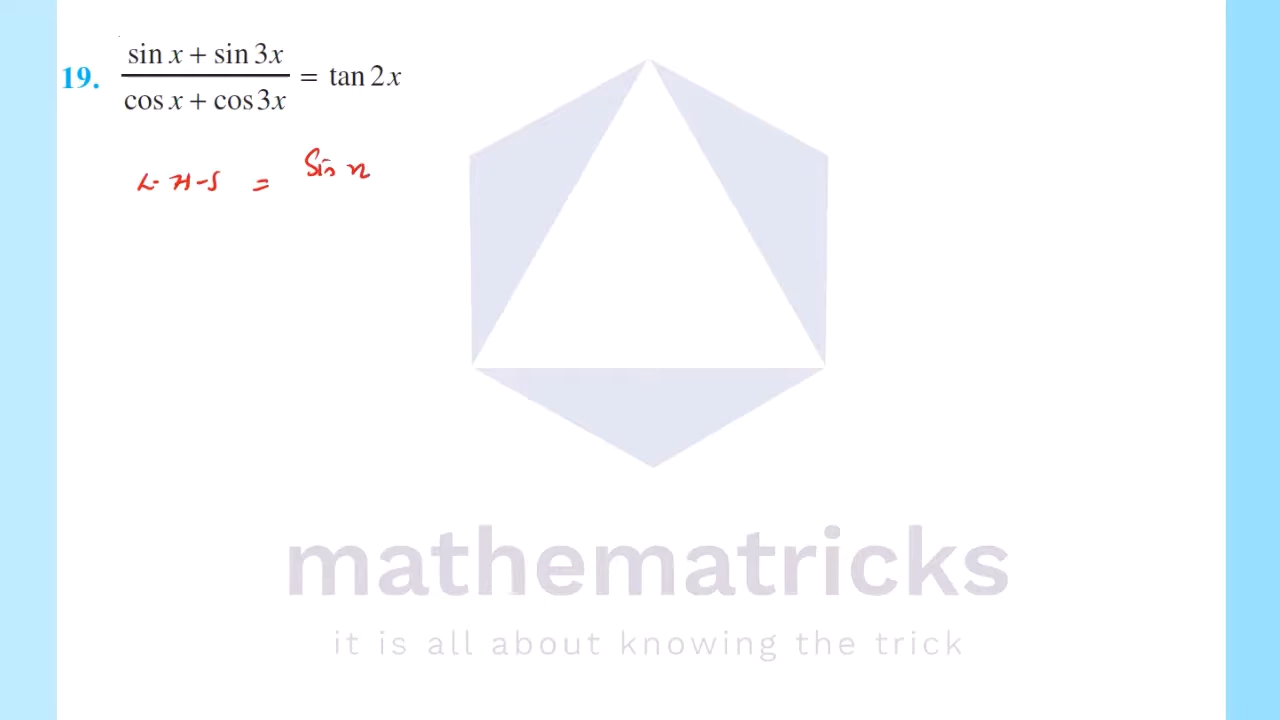 19. sin x + sin 3x / cos x + cos 3x = tan 2x
L.H-S = Sin x
mathematricks
it is all about knowing the trick